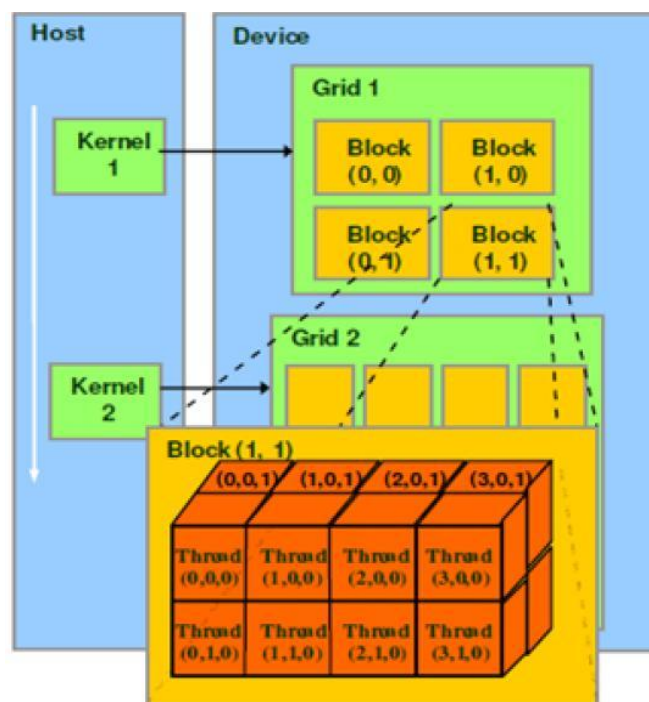 Host
Device
Grid 1
Kernel
1
Block
(0, 0)
Block
(1, 0)
Block
(0, 1)
Block
(1, 1)
Grid 2
Kernel
2
Block (1, 1)
(0,0,1) (1,0,1) (2,0,1) (3,0,1)
Thread
(0,0,0)
Thread
(1,0,0)
Thread
(2,0,0)
Thread
(3,0,0)
Thread
(0,1,0)
Thread
(1,1,0)
Thread
(2,1,0)
Thread
(3,1,0)